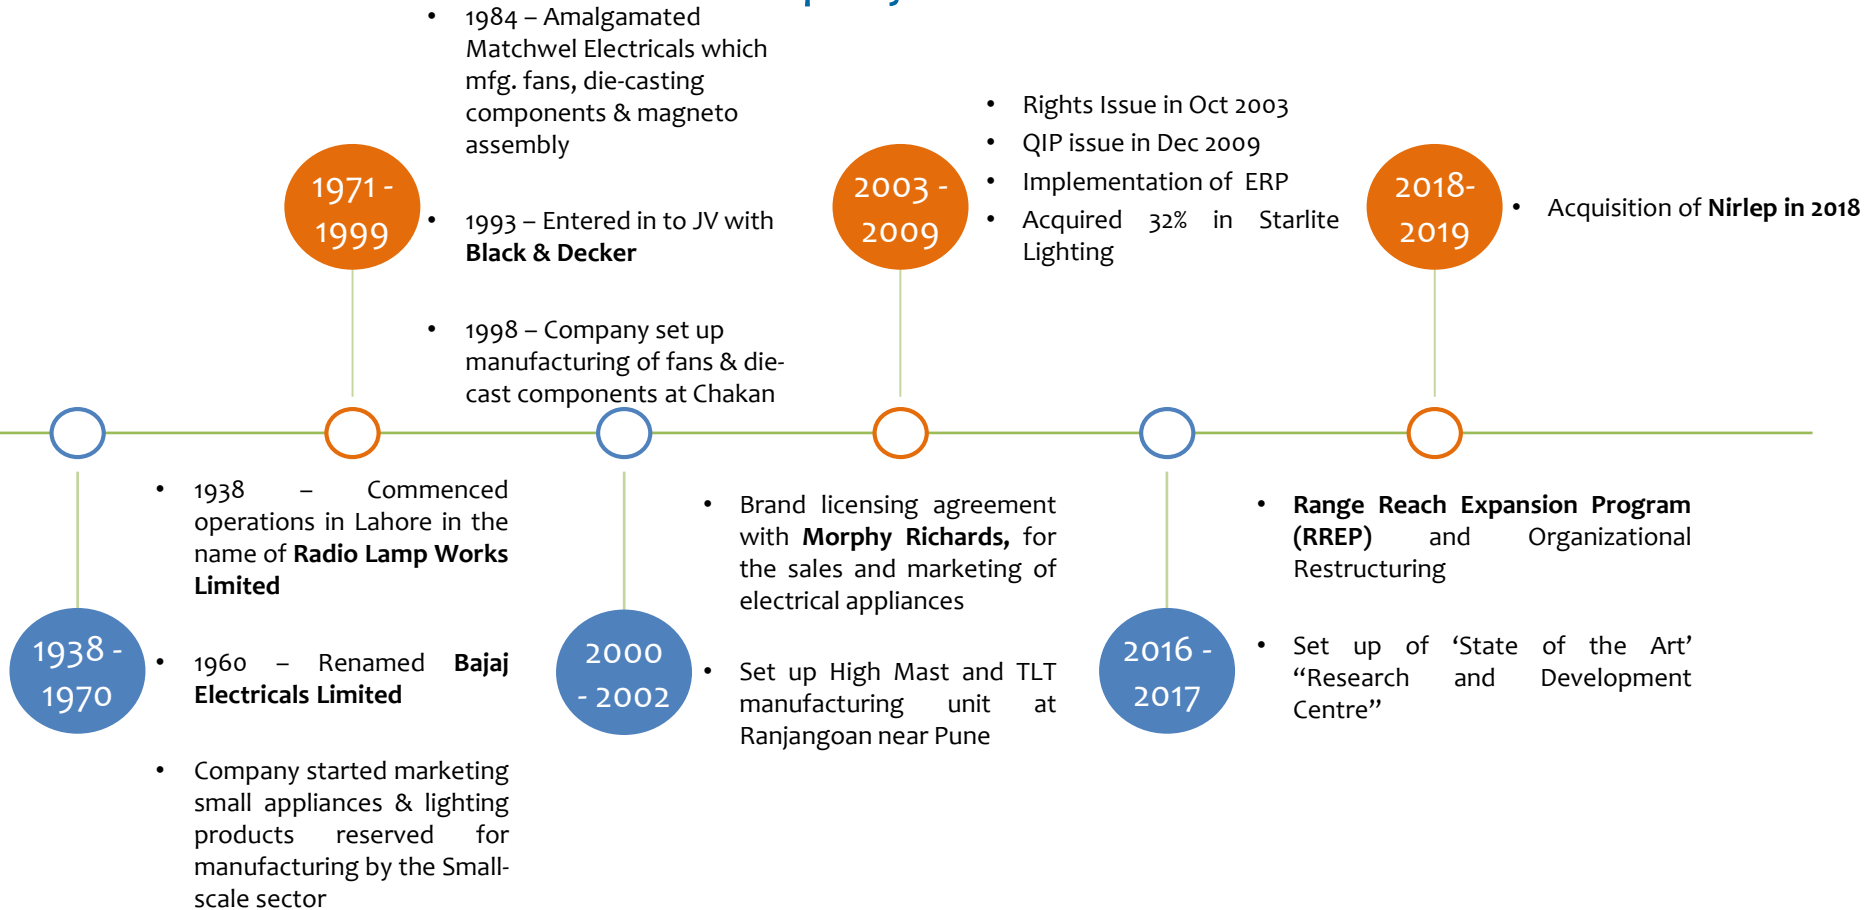 • 1984 – Amalgamated
Matchwel Electricals which
mfg. fans, die-casting
components & magneto
assembly
1971 -
1999
• 1993 – Entered in to JV with
Black & Decker
• 1998 – Company set up
manufacturing of fans & die-
cast components at Chakan
• Rights Issue in Oct 2003
• QIP issue in Dec 2009
• Implementation of ERP
• Acquired 32% in Starlite
Lighting
2003 -
2009
2018-
2019
• Acquisition of Nirlep in 2018
• 1938 – Commenced
operations in Lahore in the
name of Radio Lamp Works
Limited
1938 -
1970
• 1960 – Renamed Bajaj
Electricals Limited
• Company started marketing
small appliances & lighting
products reserved for
manufacturing by the Small-
scale sector
2000
- 2002
• Brand licensing agreement
with Morphy Richards, for
the sales and marketing of
electrical appliances
• Set up High Mast and TLT
manufacturing unit at
Ranjangoan near Pune
2016 -
2017
• Range Reach Expansion Program
(RREP) and Organizational
Restructuring
• Set up of ‘State of the Art’
“Research and Development
Centre”